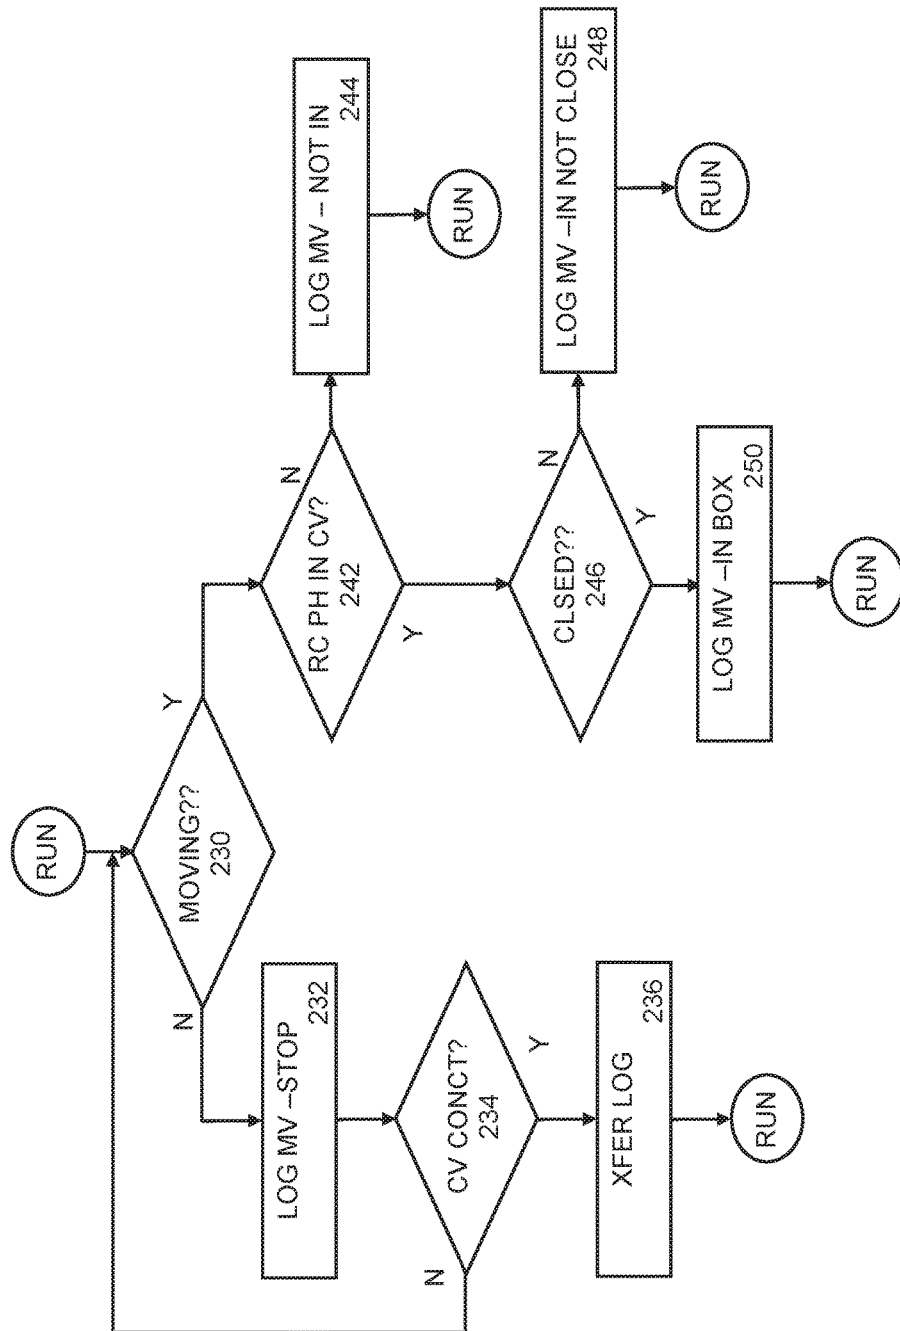 RUN
MOVING??
230
Y
N
LOG MV –STOP
232
CV CONCT?
234
N
Y
XFER LOG
236
RUN
RC PH IN CV?
242
N
Y
LOG MV – NOT IN
244
RUN
CLSED??
246
N
Y
LOG MV –IN NOT CLOSE
248
RUN
LOG MV –IN BOX
250
RUN